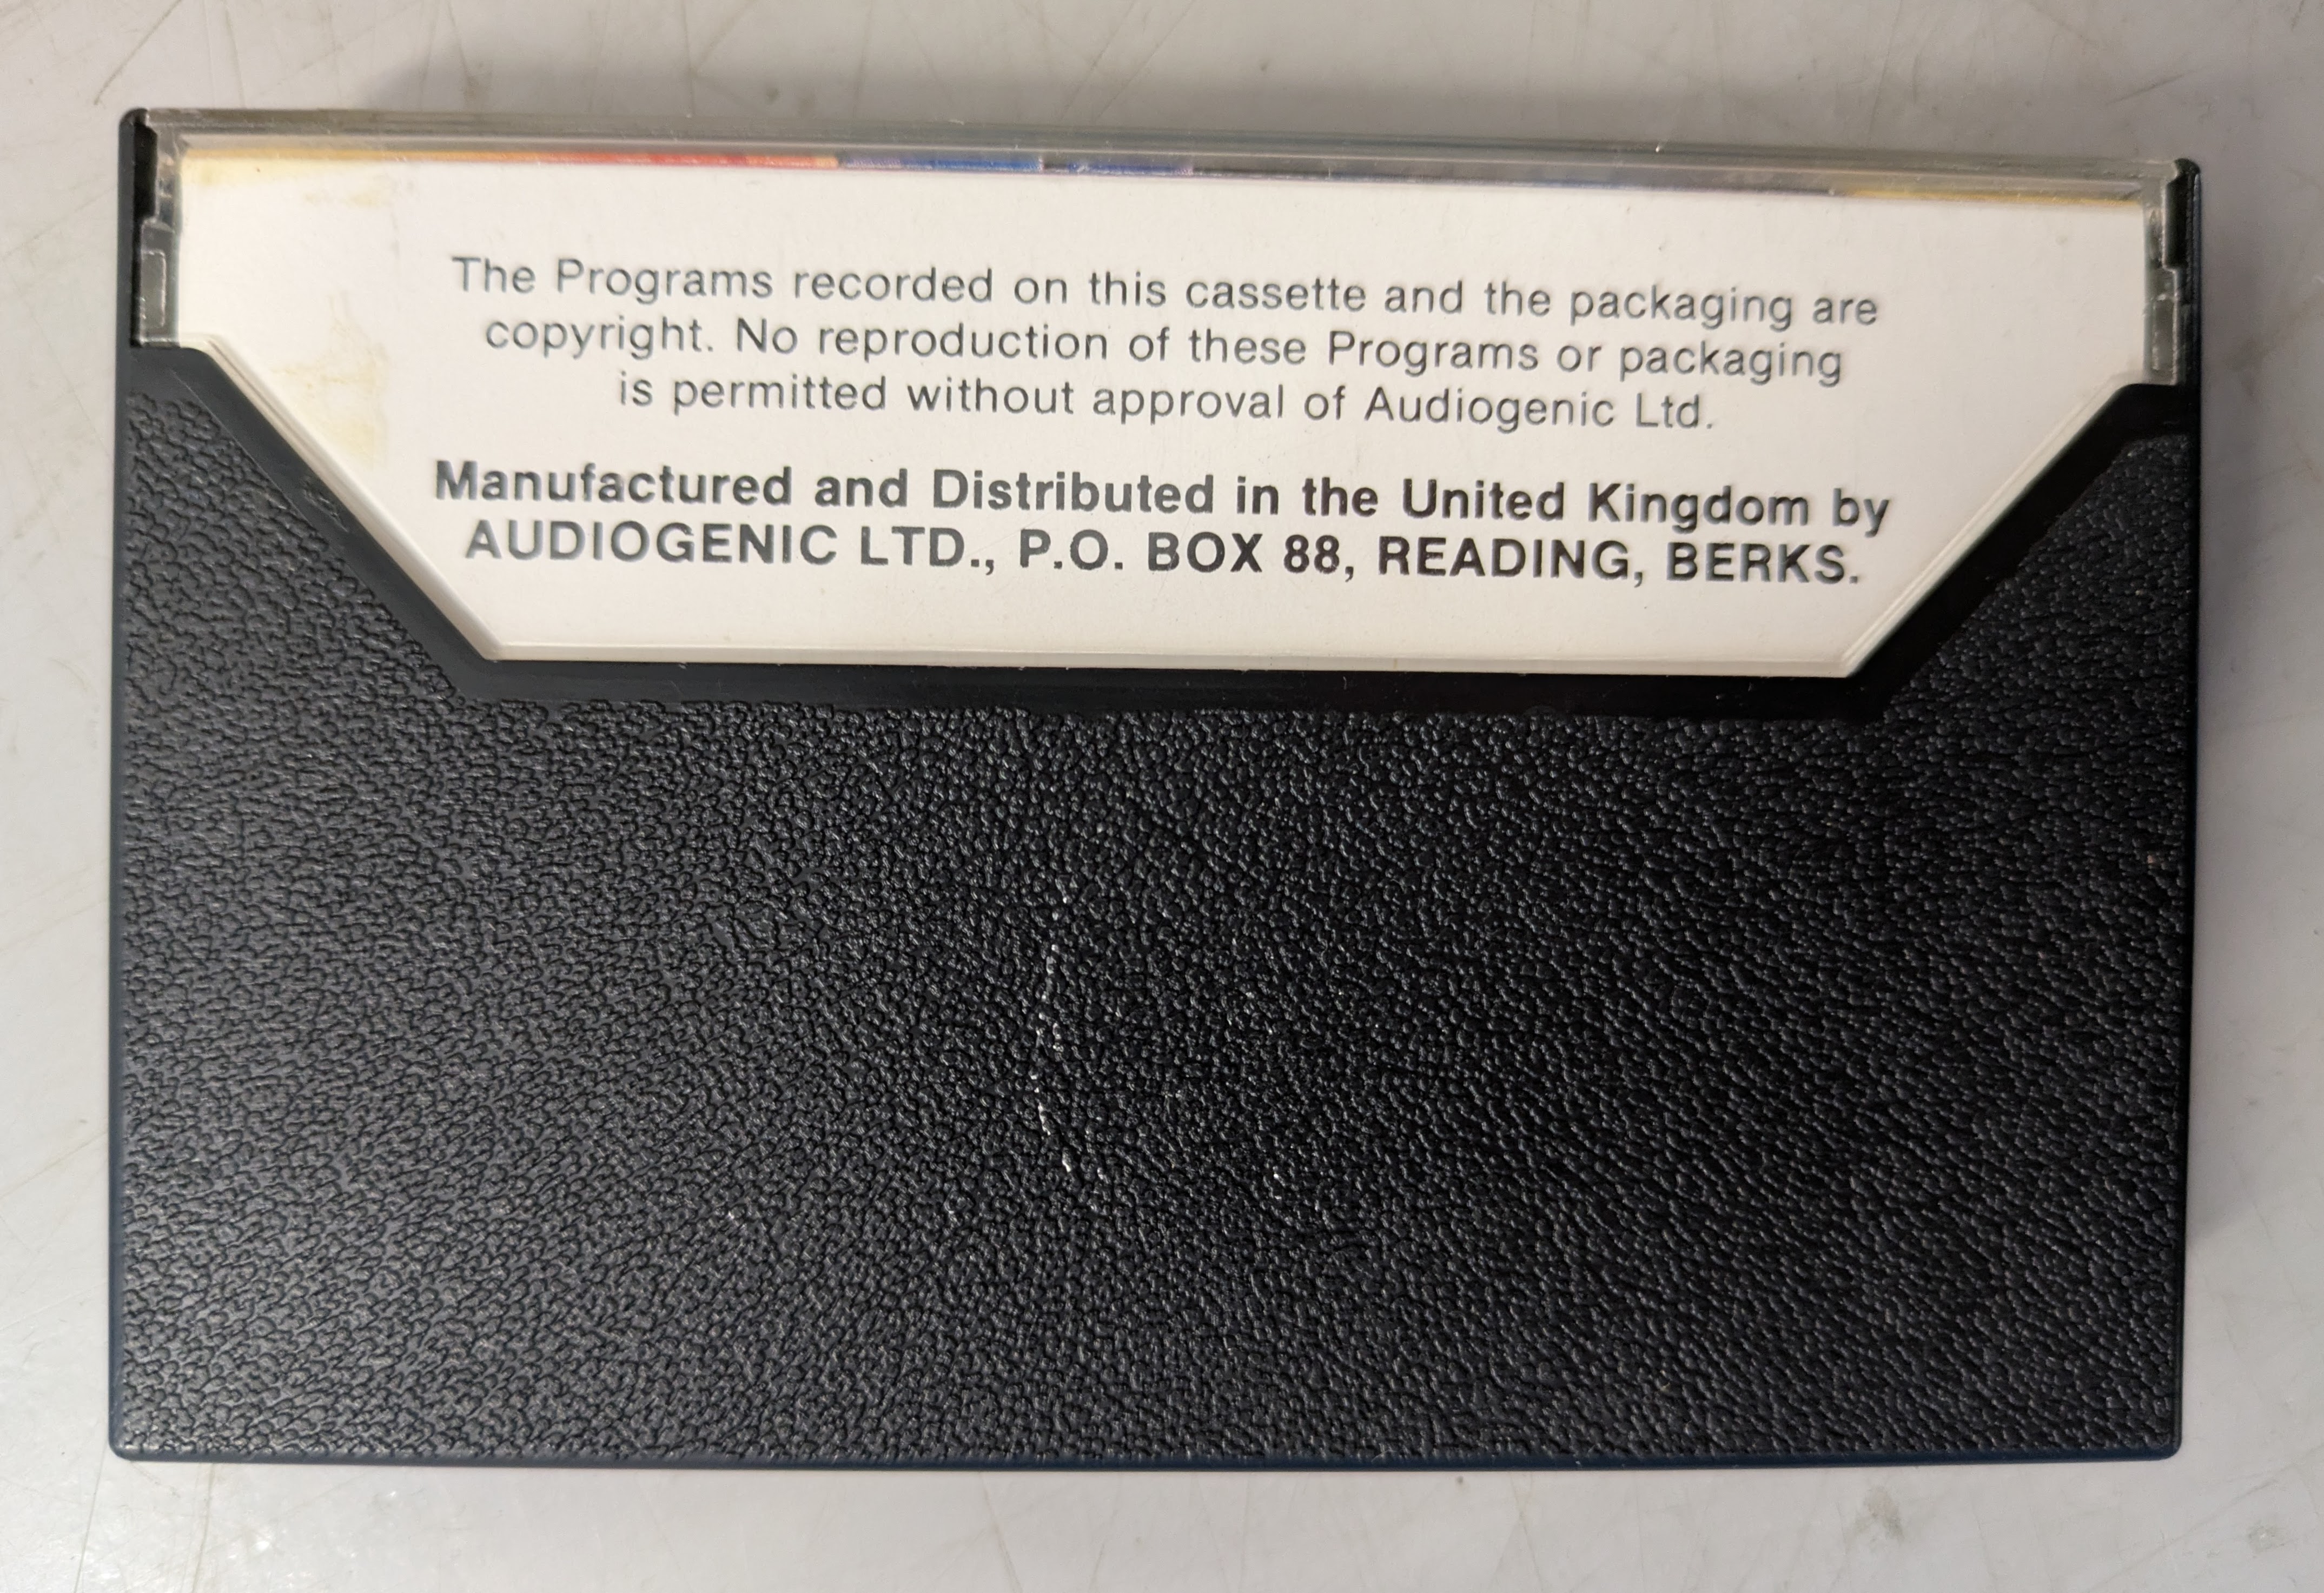 The Programs recorded on this cassette and the packaging are
copyright. No reproduction of these Programs or packaging
is permitted without approval of Audiogenic Ltd.
Manufactured and Distributed in the United Kingdom by
AUDIOGENIC LTD., P.O. BOX 88, READING, BERKS.